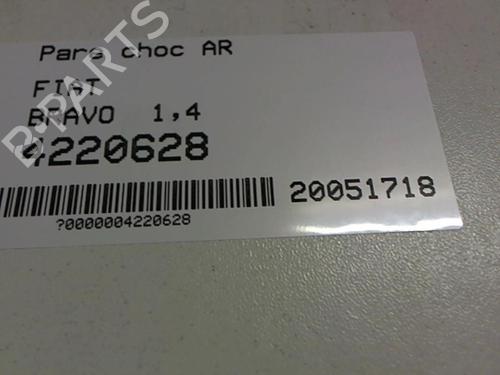 Pare choc AR
FIAT
BRAVO 1,4
4220628
20051718
?0000004220628
B-PARTS